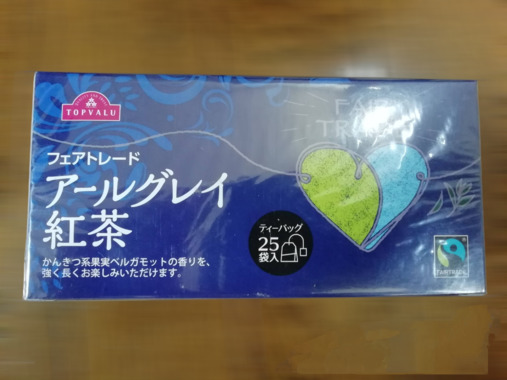 TOPVALU
FAIR
TRADE
フェアトレード
アールグレイ
紅茶
かんきつ系果実ベルガモットの香りを、
強く長くお楽しみいただけます。
ティーバッグ
25
袋入
FAIRTRADE